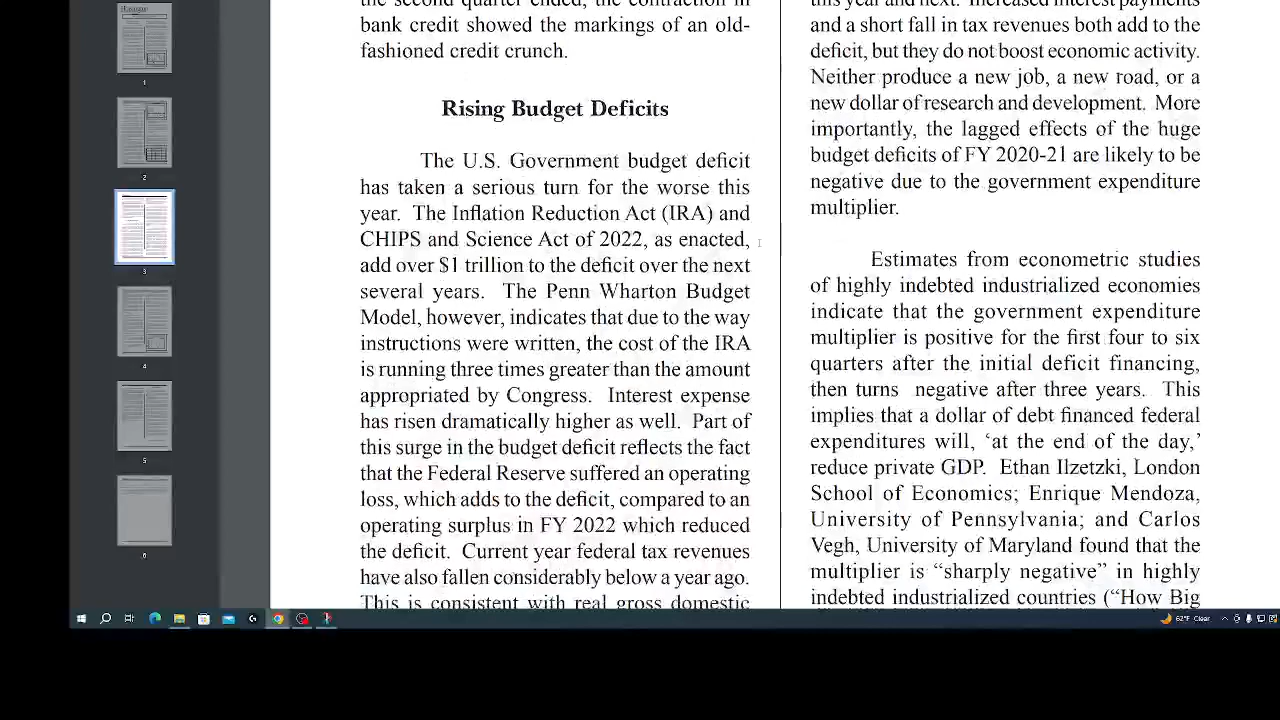 the second quarter ended, the contraction in
bank credit showed the markings of an old-
fashioned credit crunch.
Rising Budget Deficits
The U.S. Government budget deficit
has taken a serious turn for the worse this
year. The Inflation Reduction Act (IRA) and
CHIPS and Science Act of 2022, as enacted,
add over $1 trillion to the deficit over the next
several years. The Penn Wharton Budget
Model, however, indicates that due to the way
instructions were written, the cost of the IRA
is running three times greater than the amount
appropriated by Congress. Interest expense
has risen dramatically higher as well. Part of
this surge in the budget deficit reflects the fact
that the Federal Reserve suffered an operating
loss, which adds to the deficit, compared to an
operating surplus in FY 2022 which reduced
the deficit. Current year federal tax revenues
have also fallen considerably below a year ago.
This is consistent with real gross domestic
this year and next. Increased interest payments
and a short fall in tax revenues both add to the
deficit, but they do not boost economic activity.
Neither produce a new job, a new road, or a
new dollar of research and development. More
importantly, the lagged effects of the huge
budget deficits of FY 2020-21 are likely to be
negative due to the government expenditure
multiplier.
Estimates from econometric studies
of highly indebted industrialized economies
indicate that the government expenditure
multiplier is positive for the first four to six
quarters after the initial deficit financing,
then turns negative after three years. This
implies that a dollar of debt financed federal
expenditures will, ‘at the end of the day,’
reduce private GDP. Ethan Ilzetzki, London
School of Economics; Enrique Mendoza,
University of Pennsylvania; and Carlos
Vegh, University of Maryland found that the
multiplier is “sharply negative” in highly
indebted industrialized countries (“How Big
1
2
3
4
5
6
62°F Clear